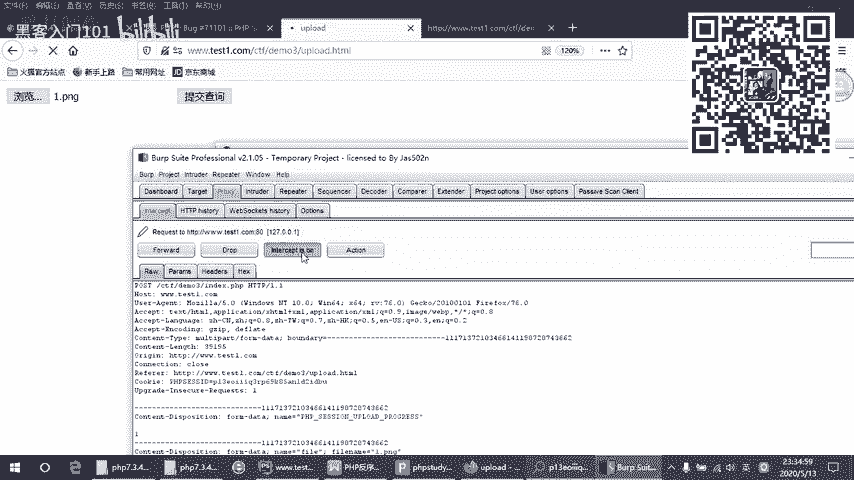 文件(F) 编辑(E) 查看(V) 历史(S) 书签(B) 工具(T) 帮助(H)
黑客入门1101 bilibili
Bug #71101 :: PHP
upload
http://www.test1.com/ctf/de
www.test1.com/ctf/demo3/upload.html
120%
火狐官方站点 新手上路 常用网址 JD 京东商城
浏览... 1.png 提交查询
Burp Suite Professional v2.1.05 - Temporary Project - licensed to By Jas502n
Burp Project Intruder Repeater Window Help
Dashboard Target Proxy Intruder Repeater Sequencer Decoder Comparer Extender Project options User options Passive Scan Client
Intercept HTTP history WebSockets history Options
Request to http://www.test1.com:80 [127.0.0.1]
Forward Drop Intercept is on Action
Raw Params Headers Hex
POST /ctf/demo3/index.php HTTP/1.1
Host: www.test1.com
User-Agent: Mozilla/5.0 (Windows NT 10.0; Win64; x64; rv:76.0) Gecko/20100101 Firefox/76.0
Accept: text/html,application/xhtml+xml,application/xml;q=0.9,image/webp,*/*;q=0.8
Accept-Language: zh-CN,zh;q=0.8,zh-TW;q=0.7,zh-HK;q=0.5,en-US;q=0.3,en;q=0.2
Accept-Encoding: gzip, deflate
Content-Type: multipart/form-data; boundary=---------------------------11171372103466141190728743662
Content-Length: 39195
Origin: http://www.test1.com
Connection: close
Referer: http://www.test1.com/ctf/demo3/upload.html
Upgrade-Insecure-Requests: 1
-----------------------------11171372103466141190728743662
Content-Disposition: form-data; name="PHP_SESSION_UPLOAD_PROGRESS"
1
-----------------------------11171372103466141190728743662
Content-Disposition: form-data; name="file"; filename="1.png"
php7.3.4... php7.3.4... www.test... PHP反序... phpstudy... upload - ... p13eoiiq... Burp Suit...
英
23:34:59
2020/5/13